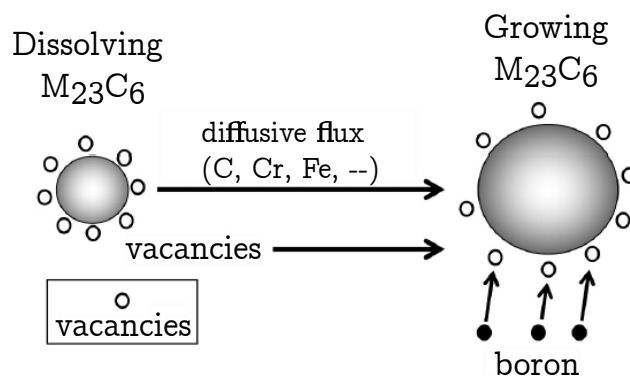 Dissolving
M23C6
Growing
M23C6
diffusive flux
(C, Cr, Fe, --)
vacancies
vacancies
boron